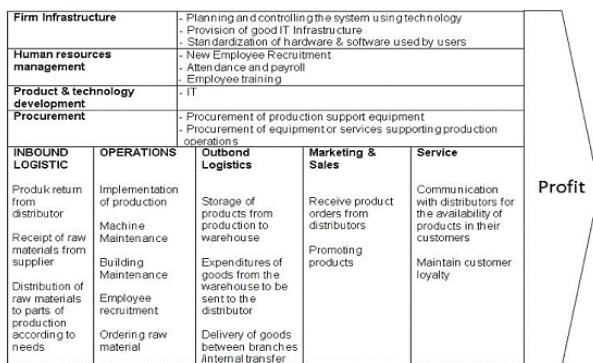 Firm Infrastructure
- Planning and controlling the system using technology
- Provision of good IT Infrastructure
- Standardization of hardware & software used by users
Human resources
management
- New Employee Recruitment
- Attendance and payroll
- Employee training
Product & technology
development
- IT
Procurement
- Procurement of production support equipment
- Procurement of equipment or services supporting production
operations
INBOUND
LOGISTIC
Produk return
from
distributor
Receipt of raw
materials from
supplier
Distribution of
raw materials
to parts of
production
according to
needs
OPERATIONS
Implementation
of production
Machine
Maintenance
Building
Maintenance
Employee
recruitment
Ordering raw
material
Outbond
Logistics
Storage of
products from
production to
warehouse
Expenditures of
goods from the
warehouse to be
sent to the
distributor
Delivery of goods
between branches
/internal transfer
Marketing &
Sales
Receive product
orders from
distributors
Promoting
products
Service
Communication
with distributors for
the availability of
products in their
customers
Maintain customer
loyalty
Profit